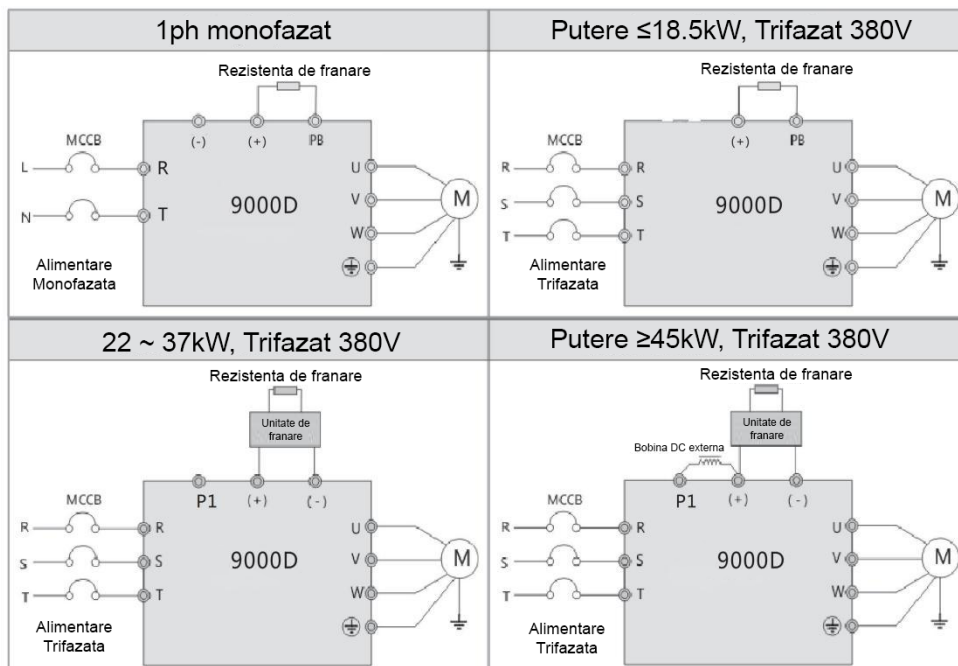 1ph monofazat
Rezistenta de franare
MCCB
(-)
(+)
PB
L
R
U
V
9000D
M
N
T
W
Alimentare
Monofazata
Putere ≤18.5kW, Trifazat 380V
Rezistenta de franare
MCCB
(+)
PB
R
R
U
S
S
9000D
V
M
T
T
W
Alimentare
Trifazata
22 ~ 37kW, Trifazat 380V
Rezistenta de franare
Unitate de
franare
MCCB
P1
(+)
(-)
R
R
U
S
S
9000D
V
M
T
T
W
Alimentare
Trifazata
Putere ≥45kW, Trifazat 380V
Rezistenta de franare
Unitate de
franare
Bobina DC externa
MCCB
P1
(+)
(-)
R
R
U
S
S
9000D
V
M
T
T
W
Alimentare
Trifazata